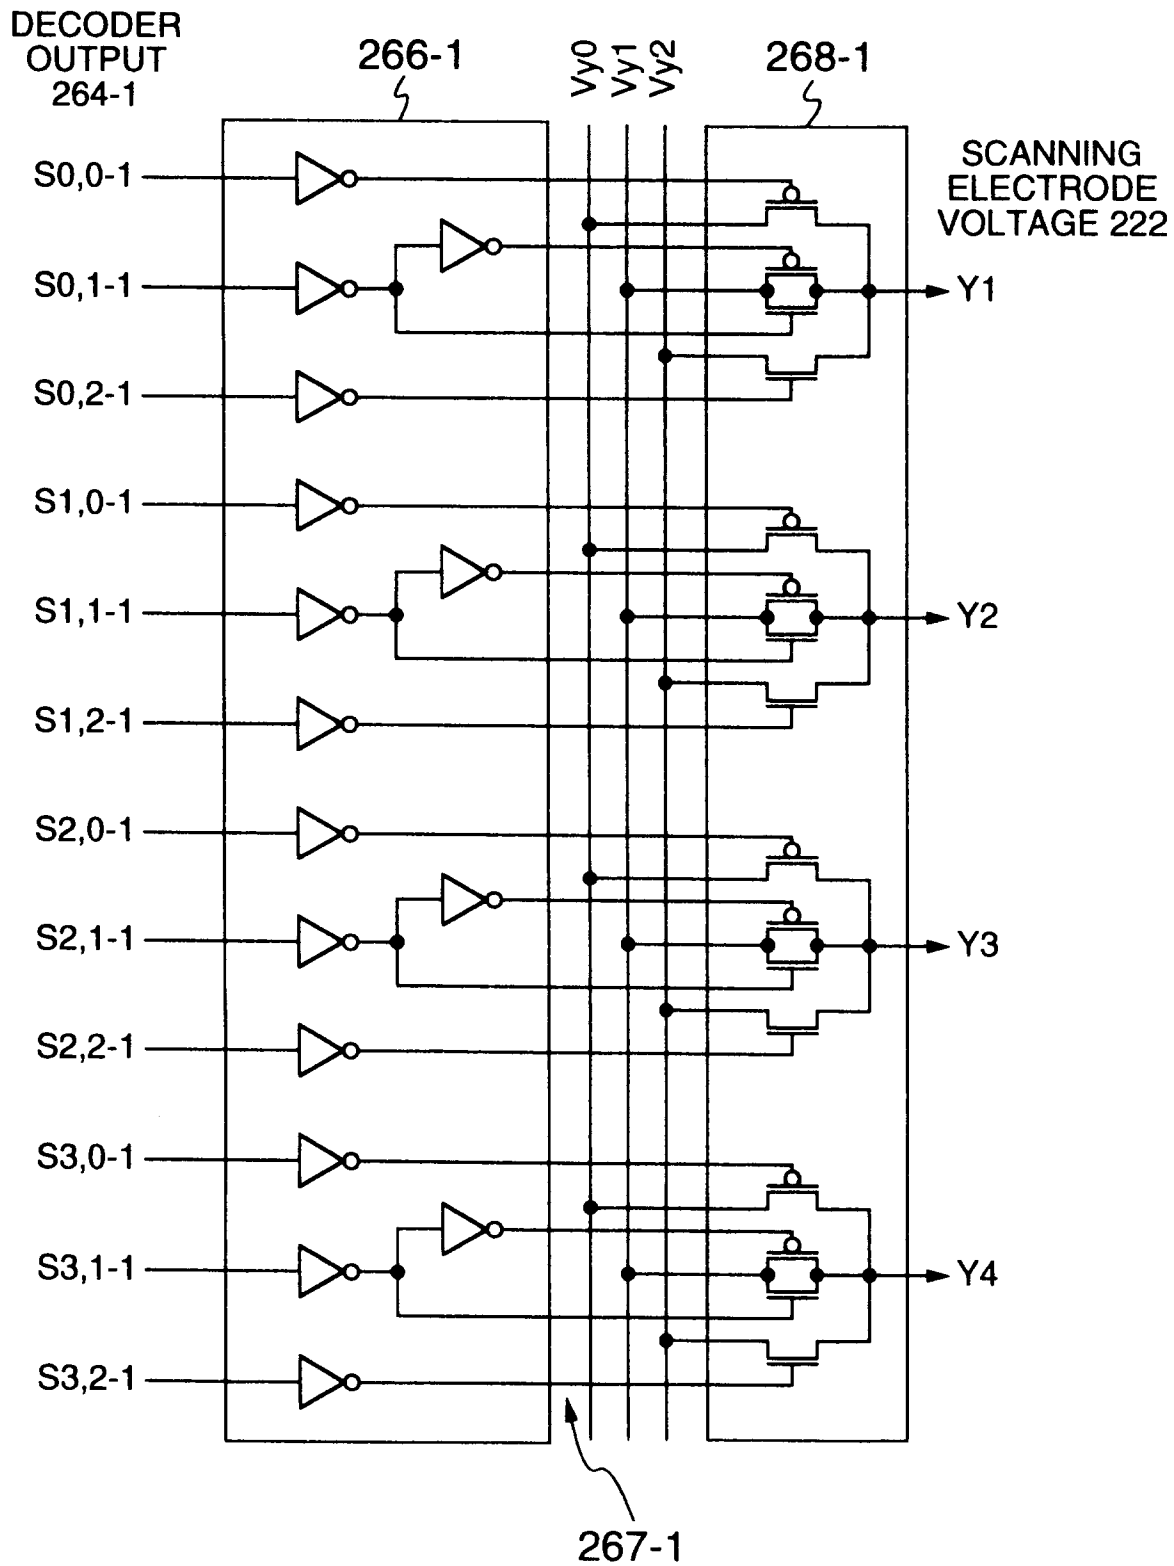 DECODER
OUTPUT
264-1
266-1
Vy0
Vy1
Vy2
268-1
SCANNING
ELECTRODE
VOLTAGE 222
S0,0-1
S0,1-1
Y1
S0,2-1
S1,0-1
S1,1-1
Y2
S1,2-1
S2,0-1
S2,1-1
Y3
S2,2-1
S3,0-1
S3,1-1
Y4
S3,2-1
267-1